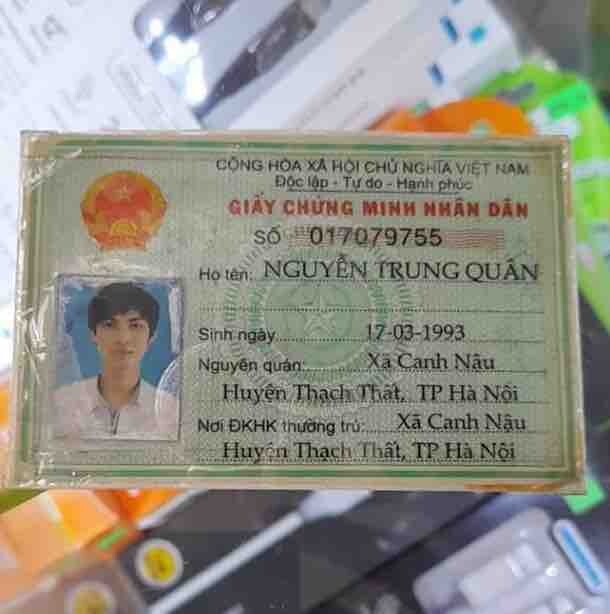 CỘNG HÒA XÃ HỘI CHỦ NGHĨA VIỆT NAM
Độc lập - Tự do - Hạnh phúc
GIẤY CHỨNG MINH NHÂN DÂN
SỐ 017079755
Họ tên: NGUYỄN TRUNG QUÂN
Sinh ngày 17-03-1993
Nguyên quán: Xã Canh Nậu
Huyện Thạch Thất, TP Hà Nội
Nơi ĐKHK thường trú: Xã Canh Nậu
Huyện Thạch Thất, TP Hà Nội